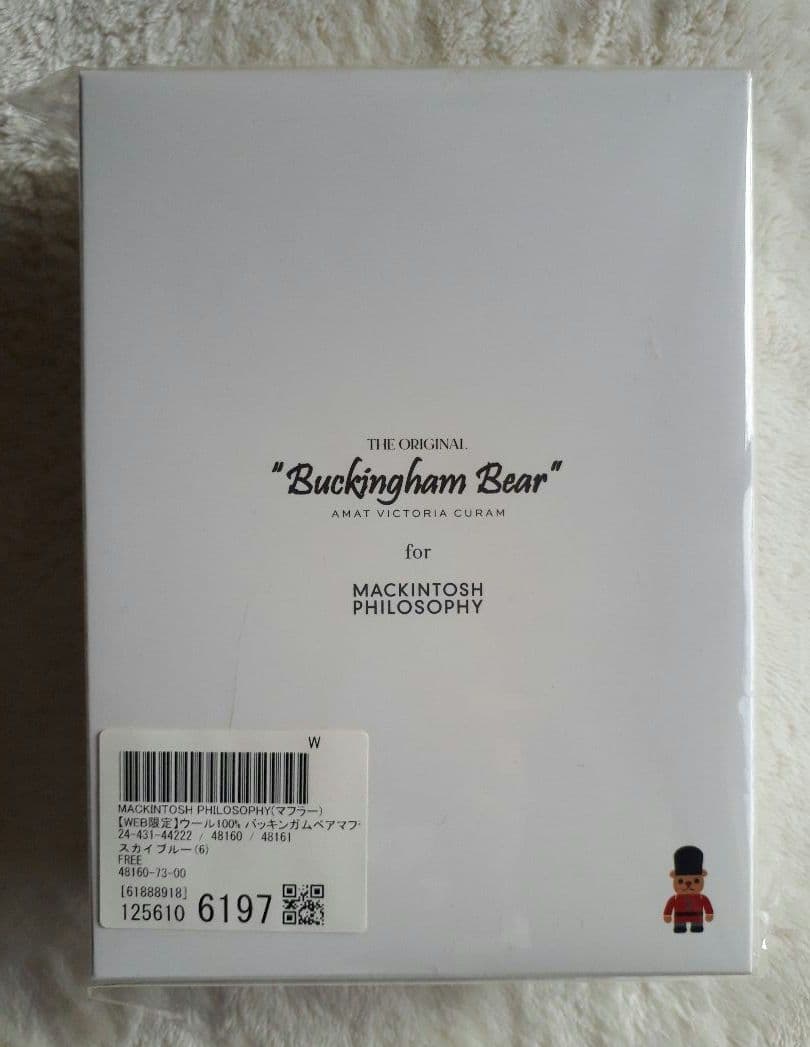 THE ORIGINAL
"Buckingham Bear"
AMAT VICTORIA CURAM
for
MACKINTOSH
PHILOSOPHY
W
MACKINTOSH PHILOSOPHY(マフラー)
【WEB限定】ウール100% バッキンガムベアマフ
24-431-44222 / 48160 / 48161
スカイブルー(6)
FREE
48160-73-00
[61888918]
125610 6197